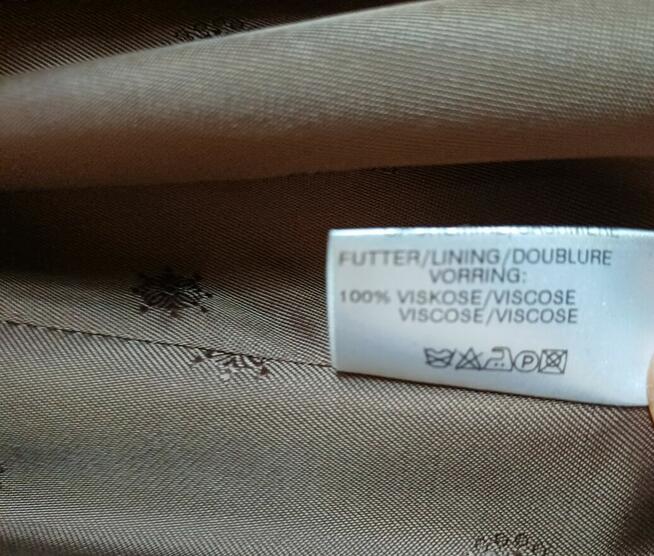 FUTTER/LINING/DOUBLURE
VORRING:
100% VISKOSE/VISCOSE
VISCOSE/VISCOSE
P